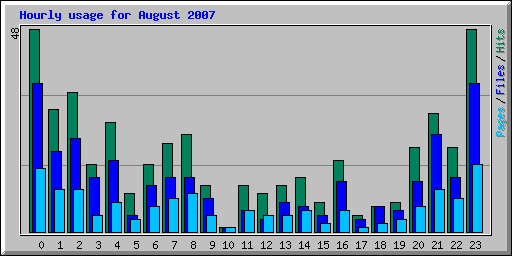 Hourly usage for August 2007
48
Pages / Files / Hits
0 1 2 3 4 5 6 7 8 9 10 11 12 13 14 15 16 17 18 19 20 21 22 23